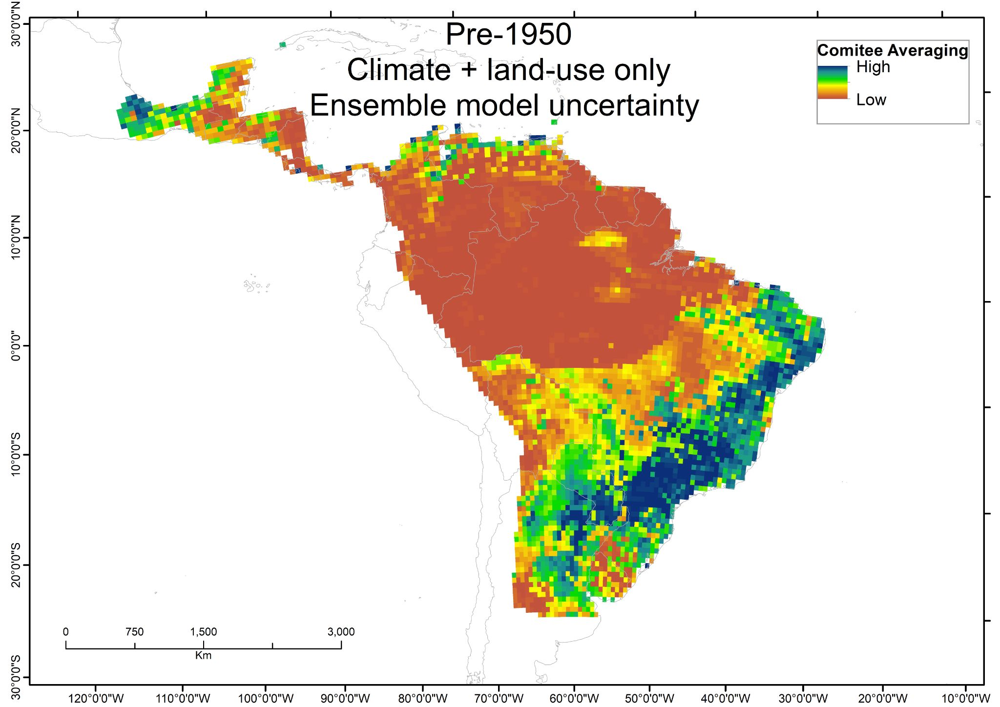 Pre-1950
Climate + land-use only
Ensemble model uncertainty
Comitee Averaging
High
Low
30°0'0"N
20°0'0"N
10°0'0"N
0°0'0"
10°0'0"S
20°0'0"S
30°0'0"S
0 750 1,500 3,000
Km
120°0'0"W 110°0'0"W 100°0'0"W 90°0'0"W 80°0'0"W 70°0'0"W 60°0'0"W 50°0'0"W 40°0'0"W 30°0'0"W 20°0'0"W 10°0'0"W